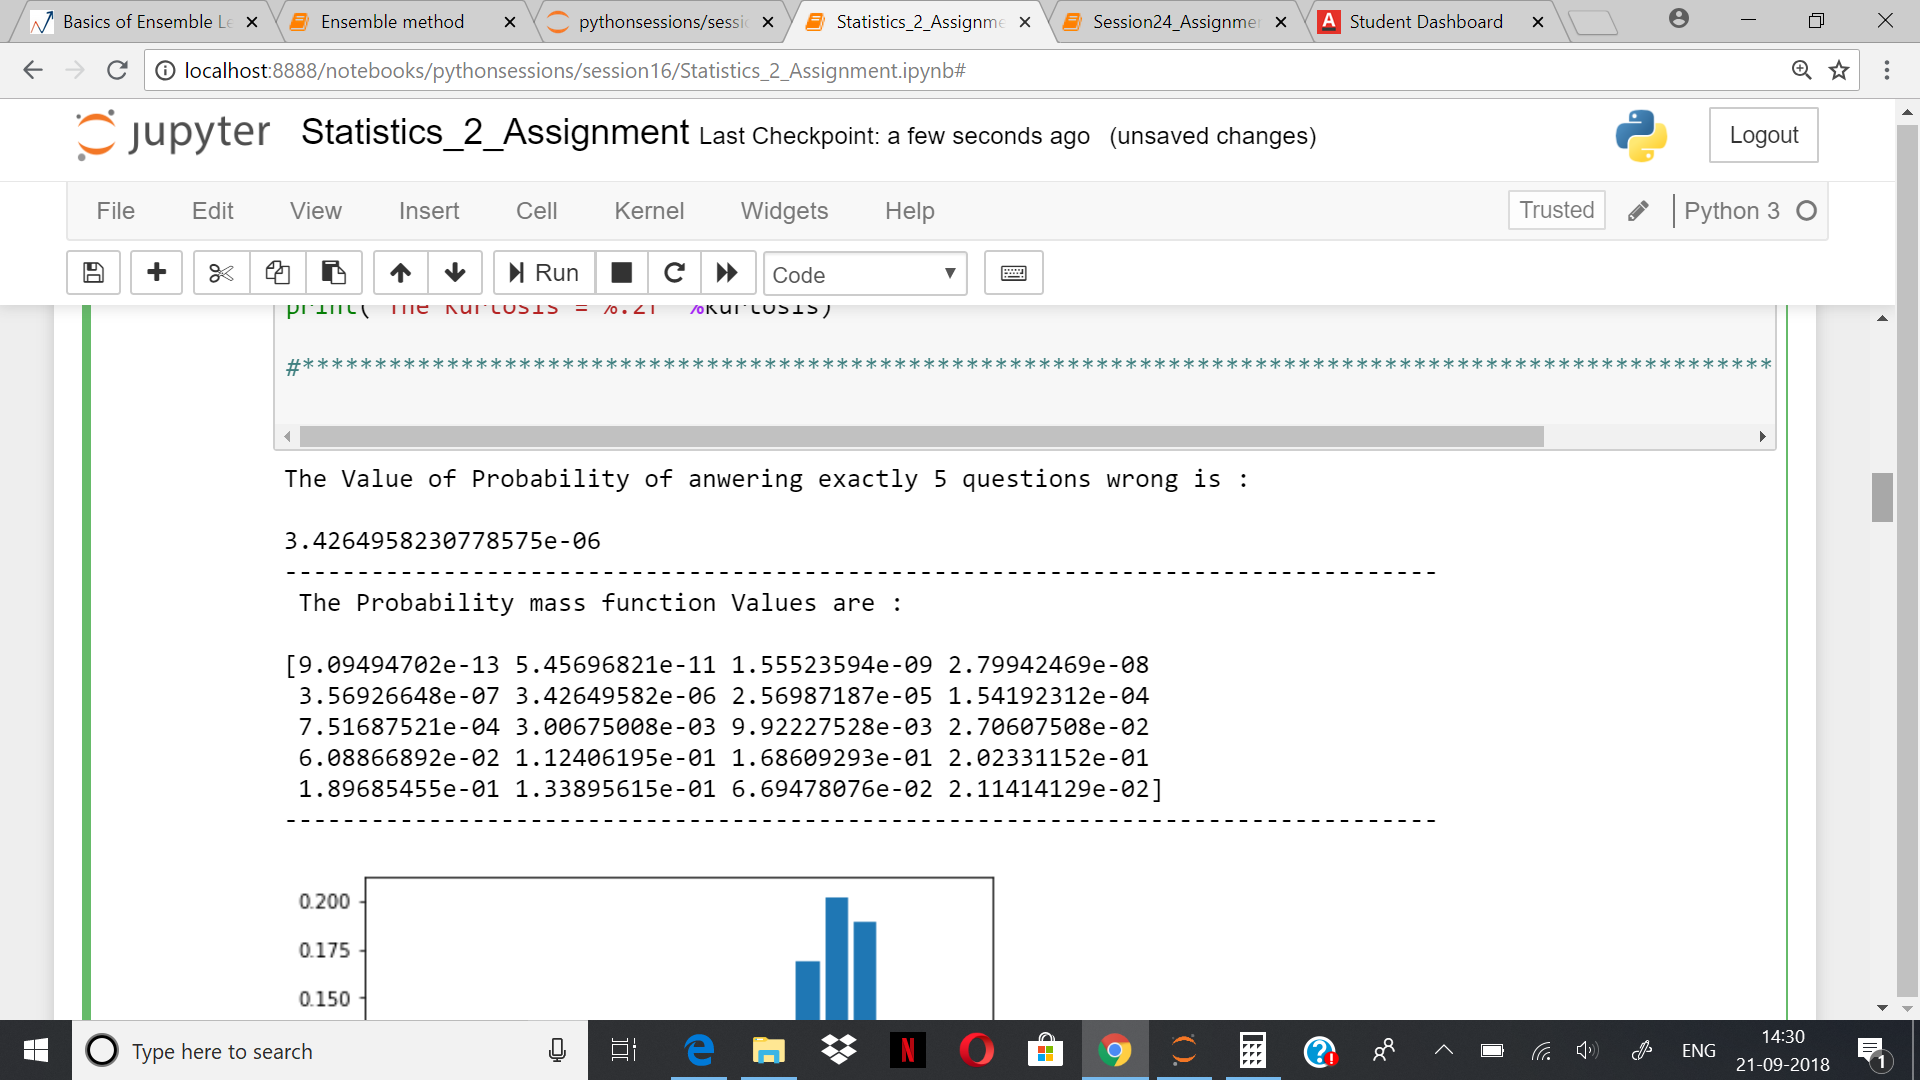 Basics of Ensemble Le
Ensemble method
pythonsessions/sessio
Statistics_2_Assignme
Session24_Assignmen
A Student Dashboard
localhost:8888/notebooks/pythonsessions/session16/Statistics_2_Assignment.ipynb#
jupyter Statistics_2_Assignment Last Checkpoint: a few seconds ago (unsaved changes)
Logout
File Edit View Insert Cell Kernel Widgets Help
Trusted
Python 3
Run
Code
print("The Kurtosis = %.2f" %kurtosis)
The Value of Probability of anwering exactly 5 questions wrong is :
3.4264958230778575e-06
--------------------------------------------------------------------------------
The Probability mass function Values are :
[9.09494702e-13 5.45696821e-11 1.55523594e-09 2.79942469e-08
3.56926648e-07 3.42649582e-06 2.56987187e-05 1.54192312e-04
7.51687521e-04 3.00675008e-03 9.92227528e-03 2.70607508e-02
6.08866892e-02 1.12406195e-01 1.68609293e-01 2.02331152e-01
1.89685455e-01 1.33895615e-01 6.69478076e-02 2.11414129e-02]
--------------------------------------------------------------------------------
0.200
0.175
0.150
Type here to search
N
ENG
14:30
21-09-2018
1